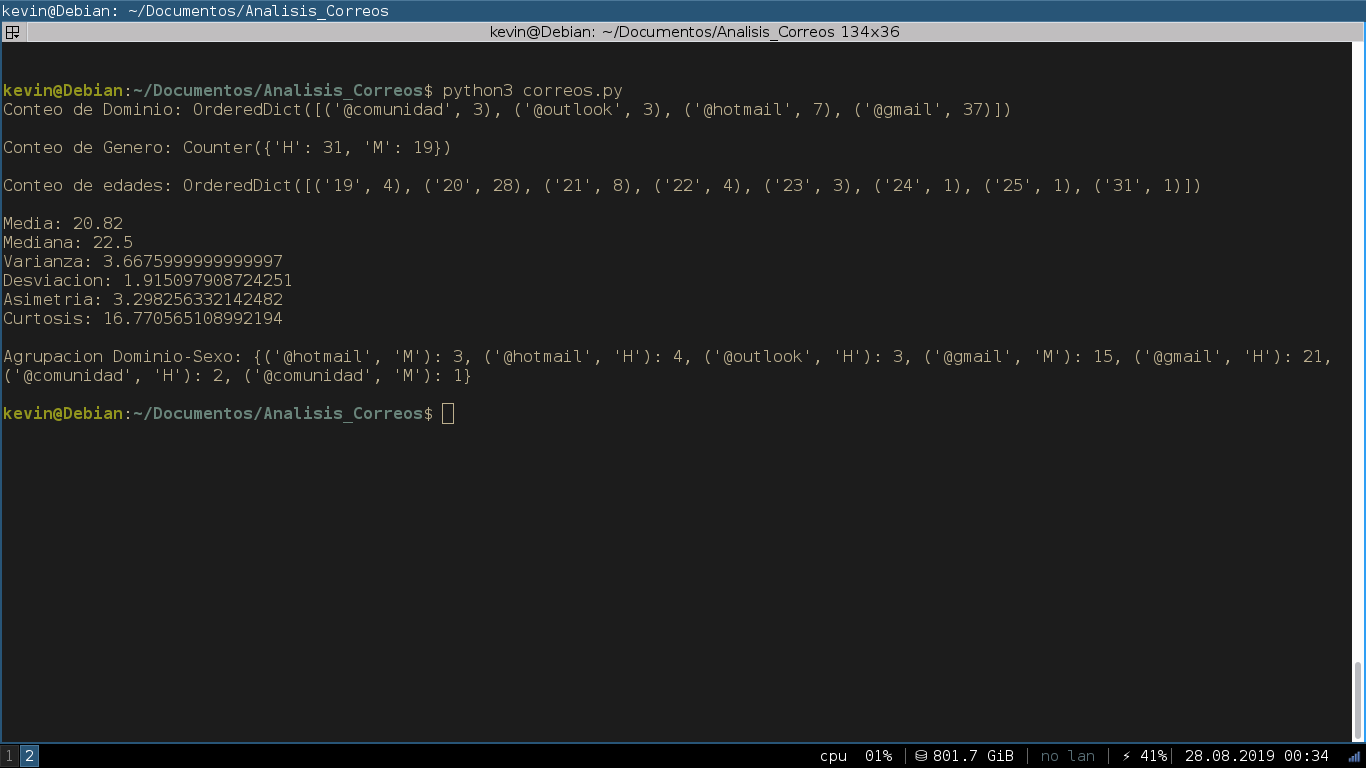 kevin@Debian: ~/Documentos/Analisis_Correos
kevin@Debian: ~/Documentos/Analisis_Correos 134x36
kevin@Debian:~/Documentos/Analisis_Correos$ python3 correos.py
Conteo de Dominio: OrderedDict([('@comunidad', 3), ('@outlook', 3), ('@hotmail', 7), ('@gmail', 37)])
Conteo de Genero: Counter({'H': 31, 'M': 19})
Conteo de edades: OrderedDict([('19', 4), ('20', 28), ('21', 8), ('22', 4), ('23', 3), ('24', 1), ('25', 1), ('31', 1)])
Media: 20.82
Mediana: 22.5
Varianza: 3.6675999999999997
Desviacion: 1.915097908724251
Asimetria: 3.298256332142482
Curtosis: 16.770565108992194
Agrupacion Dominio-Sexo: {('@hotmail', 'M'): 3, ('@hotmail', 'H'): 4, ('@outlook', 'H'): 3, ('@gmail', 'M'): 15, ('@gmail', 'H'): 21,
('@comunidad', 'H'): 2, ('@comunidad', 'M'): 1}
kevin@Debian:~/Documentos/Analisis_Correos$
1 2 cpu 01% 801.7 GiB no lan ⚡ 41% 28.08.2019 00:34